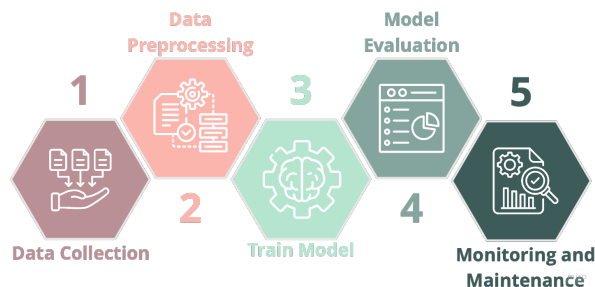 1
Data Collection
Data
Preprocessing
2
3
Train Model
Model
Evaluation
4
5
Monitoring and
Maintenance